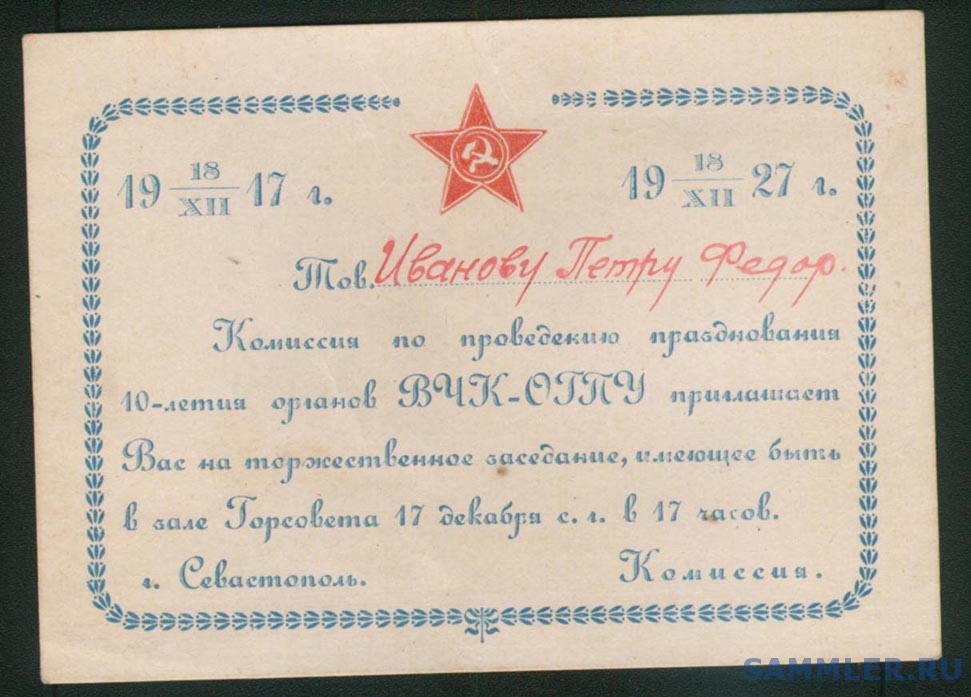 19 18/XII 17 г. 19 18/XII 27 г.
Тов. Иванову Петру Федор.
Комиссия по проведению празднования
10-летия органов ВЧК-ОГПУ приглашает
Вас на торжественное заседание, имеющее быть
в зале Горсовета 17 декабря с. г. в 17 часов.
г. Севастополь. Комиссия.
SAMMLER.RU